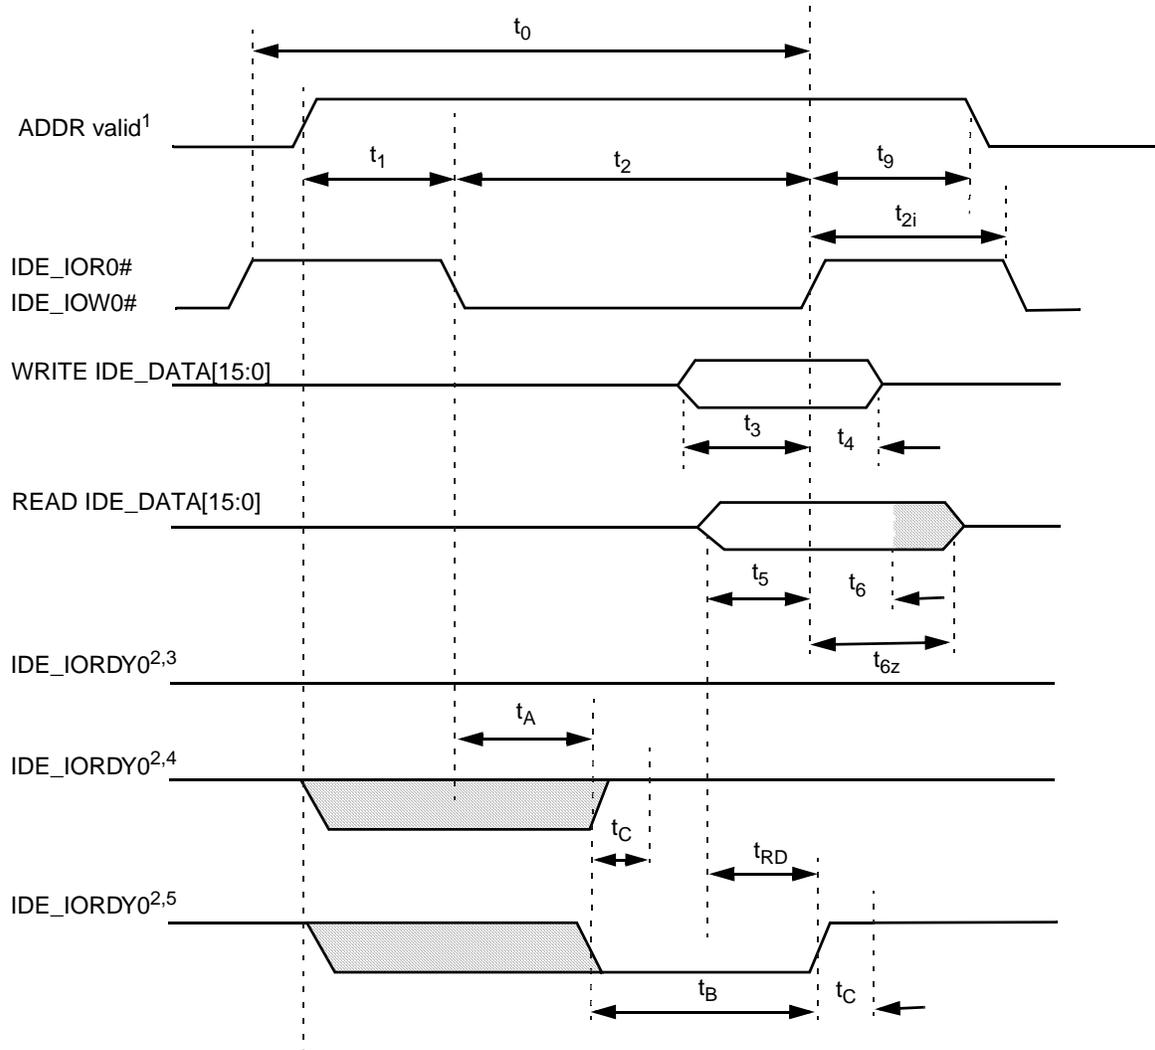 t0
ADDR valid1
t1
t2
t9
t2i
IDE_IOR0#
IDE_IOW0#
WRITE IDE_DATA[15:0]
t3
t4
READ IDE_DATA[15:0]
t5
t6
t6z
IDE_IORDY02,3
tA
IDE_IORDY02,4
tC
tRD
IDE_IORDY02,5
tB
tC